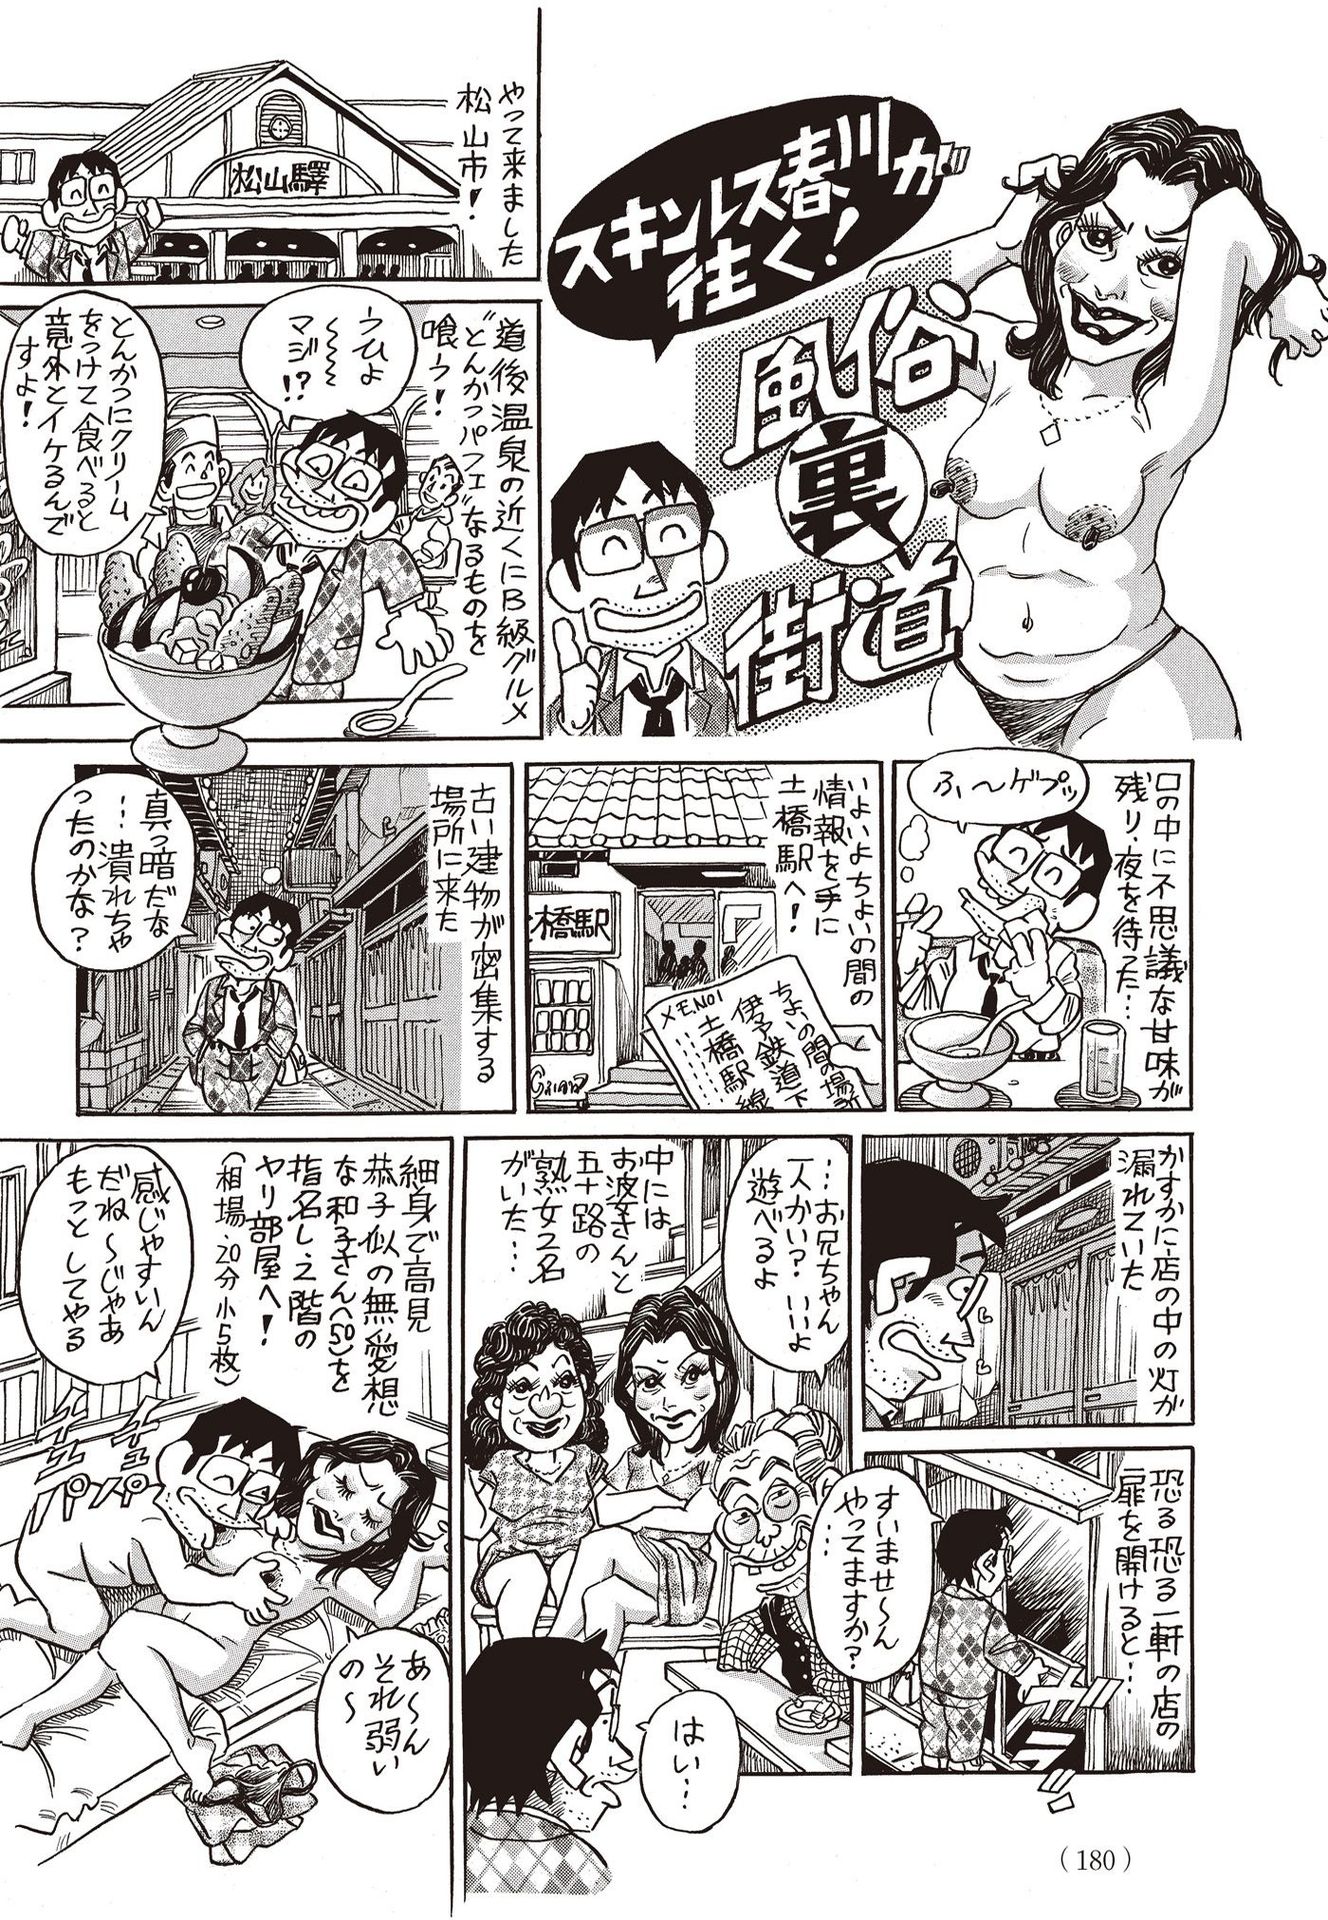 スキンレス春川が
往く!
風俗
裏
街道
やって来ました
松山市!
松山驛
道後温泉の近くにB級グルメ
“とんかつパフェ”なるものを
喰う!
うひょ
〜〜〜
マジ!?
とんかつにクリーム
をつけて食べると
意外とイケるんで
すよ!
口の中に不思議な甘味が
残り・夜を待った…
ふぃ〜ゲプッ
いよいよちょいの間の
情報を手に
土橋駅へ!
土橋駅
ちょいの間の場所
伊予鉄道下
土橋駅線
XE.NO1
古い建物が密集する
場所に来た
真っ暗だな
…潰れちゃ
ったのかな?
かすかに店の中の灯が
漏れていた
恐る恐る一軒の店の
扉を開けると…
ガラッ
すいませ〜ん
やってますか?
…
…お兄ちゃん
一人かい?いいよ
遊べるよ
中には
お婆さんと
五十路の
熟女2名
がいた…
はい…
細身で高見
恭子似の無愛想
な和子さん(50)を
指名し、2階の
ヤリ部屋へ!
(相場・20分小5枚)
感じやすいん
だね〜じゃあ
もっとしてやる
チュパ
チュパ
あ〜ん
それ弱い
の〜
(180)